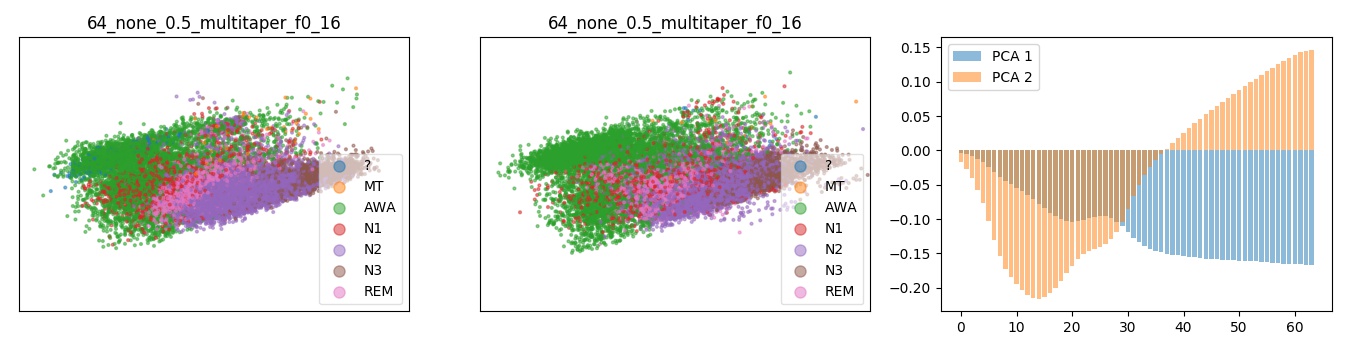 64_none_0.5_multitaper_f0_16
?
MT
AWA
N1
N2
N3
REM
64_none_0.5_multitaper_f0_16
?
MT
AWA
N1
N2
N3
REM
PCA 1
PCA 2
0.15
0.10
0.05
0.00
−0.05
−0.10
−0.15
−0.20
0 10 20 30 40 50 60